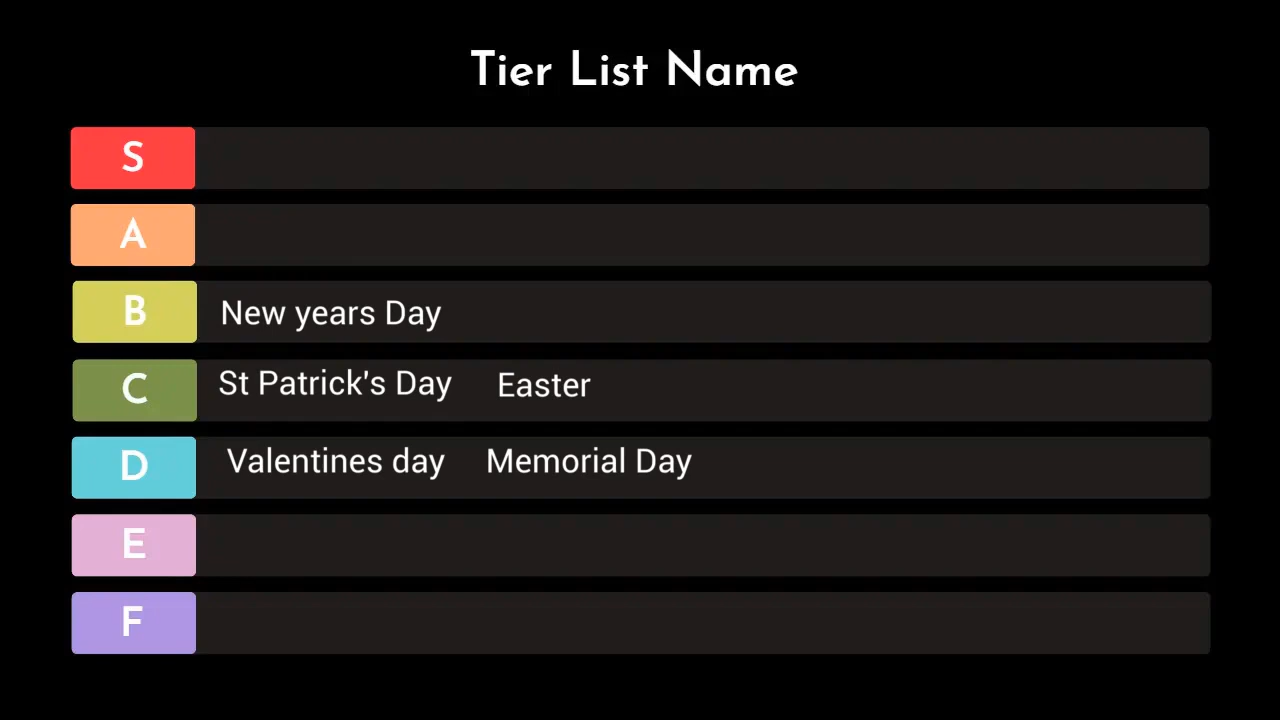 Tier List Name
S
A
B New years Day
C St Patrick's Day Easter
D Valentines day Memorial Day
E
F